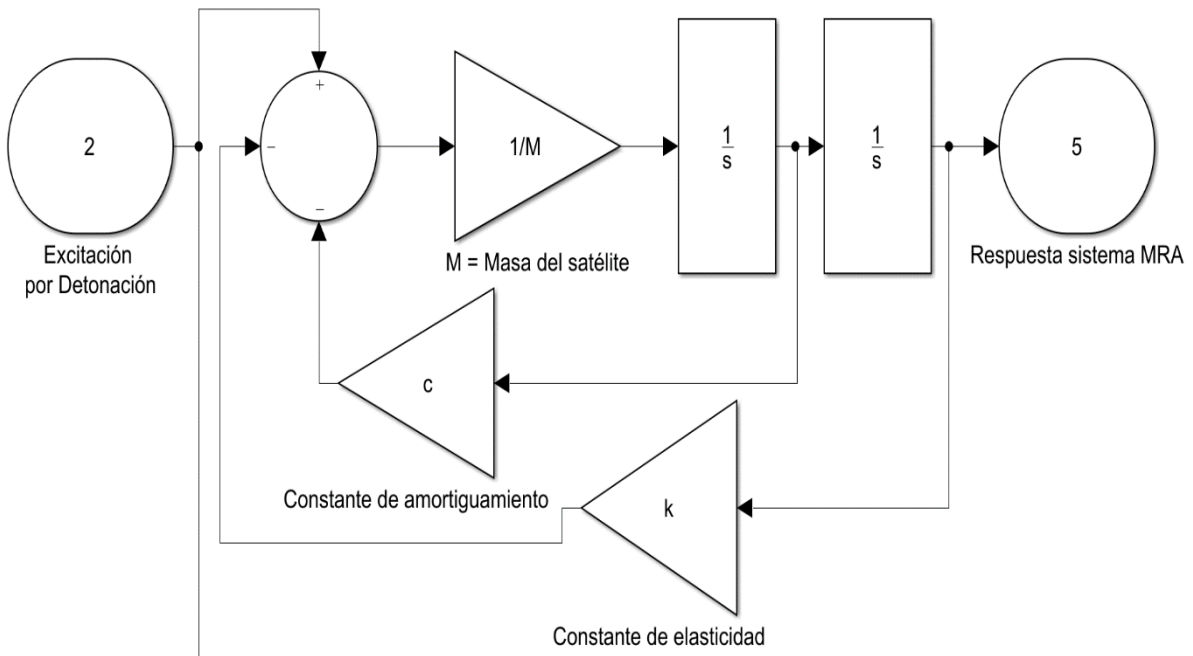 +
2
−
1/M
1
s
1
s
5
−
Excitación
por Detonación
M = Masa del satélite
Respuesta sistema MRA
c
Constante de amortiguamiento
k
Constante de elasticidad